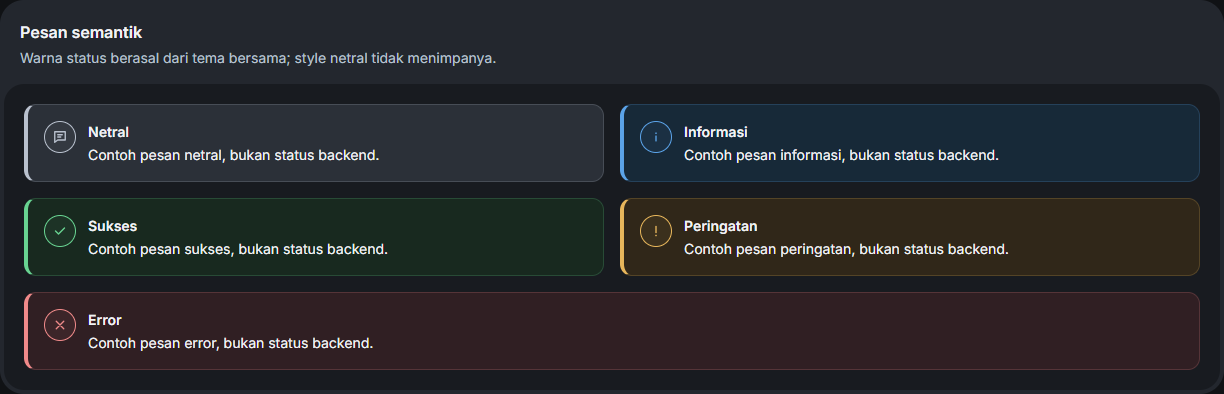 Pesan semantik
Warna status berasal dari tema bersama; style netral tidak menimpanya.
Netral
Contoh pesan netral, bukan status backend.
Informasi
Contoh pesan informasi, bukan status backend.
Sukses
Contoh pesan sukses, bukan status backend.
Peringatan
Contoh pesan peringatan, bukan status backend.
Error
Contoh pesan error, bukan status backend.